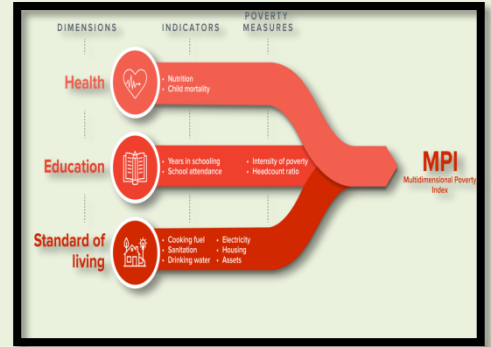 DIMENSIONS
INDICATORS
POVERTY
MEASURES
Health
• Nutrition
• Child mortality
Education
• Years in schooling
• School attendance
• Intensity of poverty
• Headcount ratio
MPI
Multidimensional Poverty
Index
Standard of
living
• Cooking fuel
• Sanitation
• Drinking water
• Electricity
• Housing
• Assets